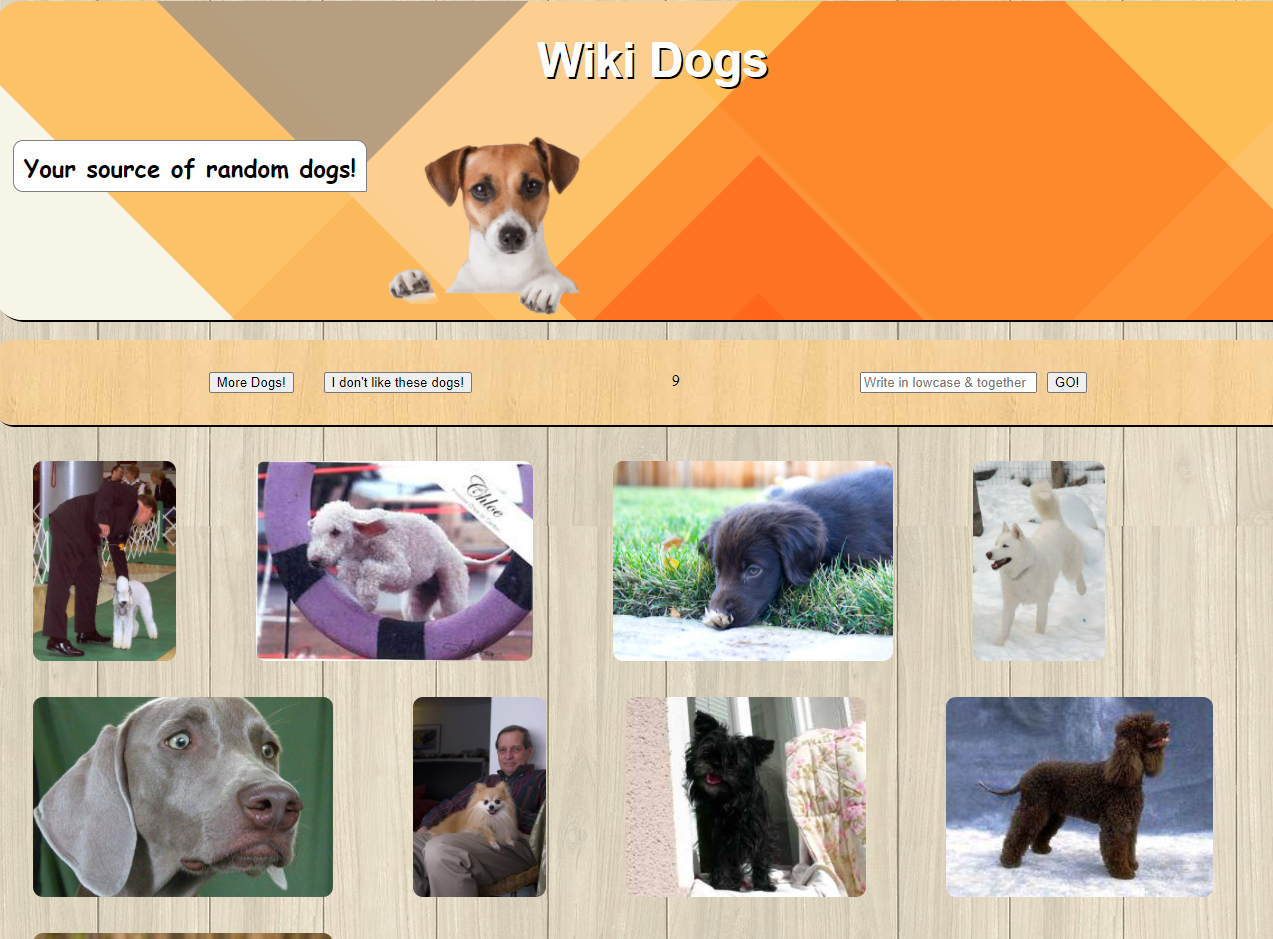 Wiki Dogs
Your source of random dogs!
More Dogs! I don't like these dogs! 9 Write in lowcase & together GO!
Chloe